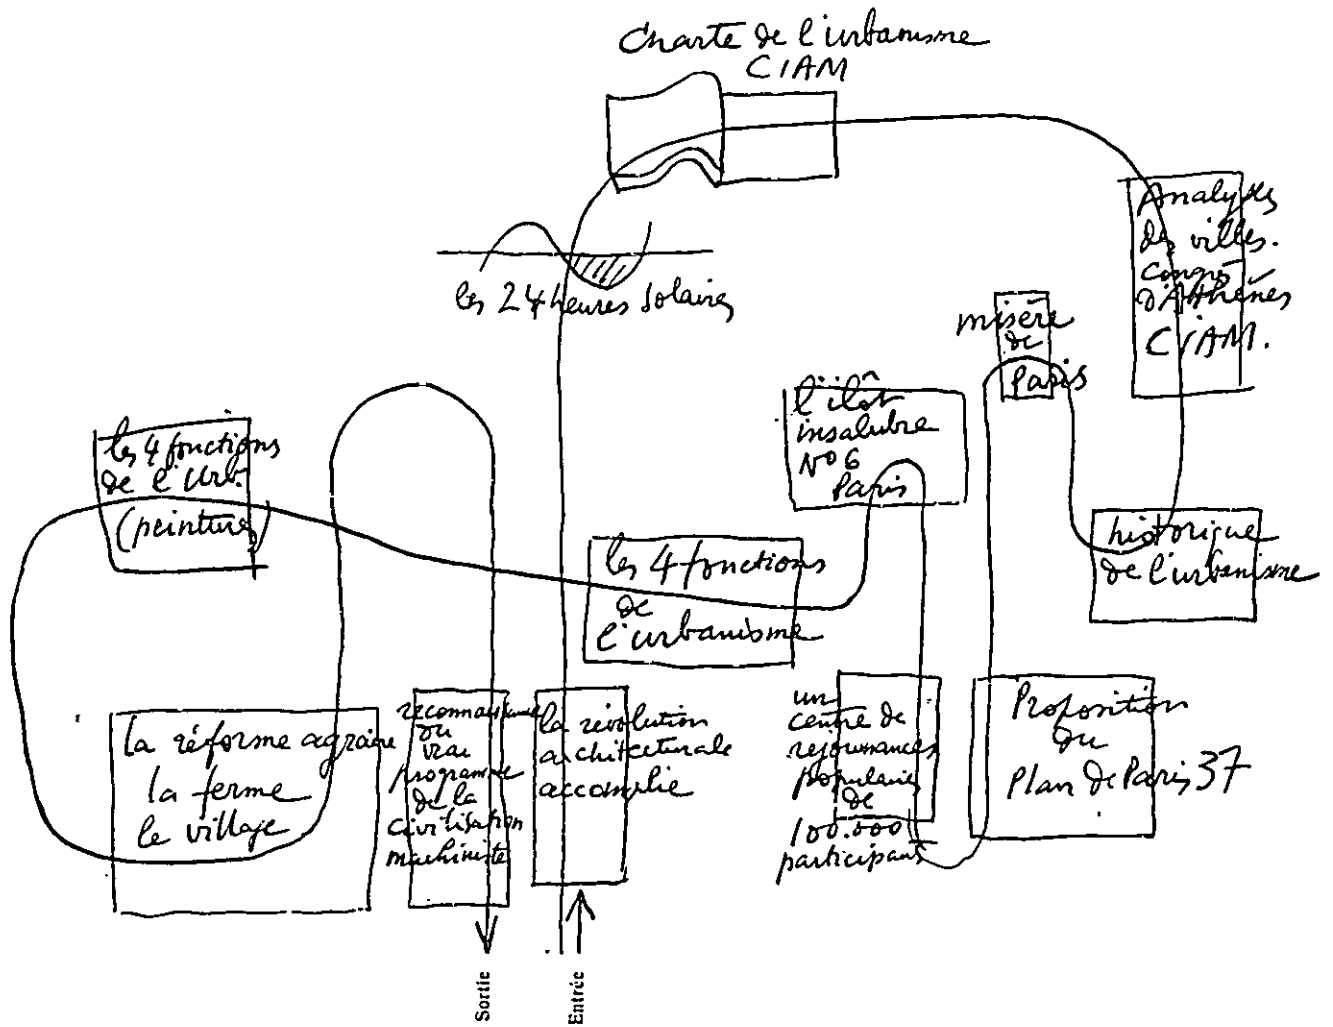 Charte de l'urbanisme
CIAM
Analyses
des villes.
congrès
d'Athènes
CIAM.
les 24 heures solaires
misère
de
Paris
l'ilôt
insalubre
No 6
Paris
les 4 fonctions
de l'Urb.
(peintures)
les 4 fonctions
de
l'urbanisme
historique
de l'urbanisme
la réforme agraire
la ferme
le village
reconnaissance
du
vrai
programme
de la
civilisation
machiniste
la révolution
architecturale
accomplie
un
centre de
réjouissances
populaires
de
100.000
participants
Proposition
du
Plan de Paris 37
Sortie
Entrée